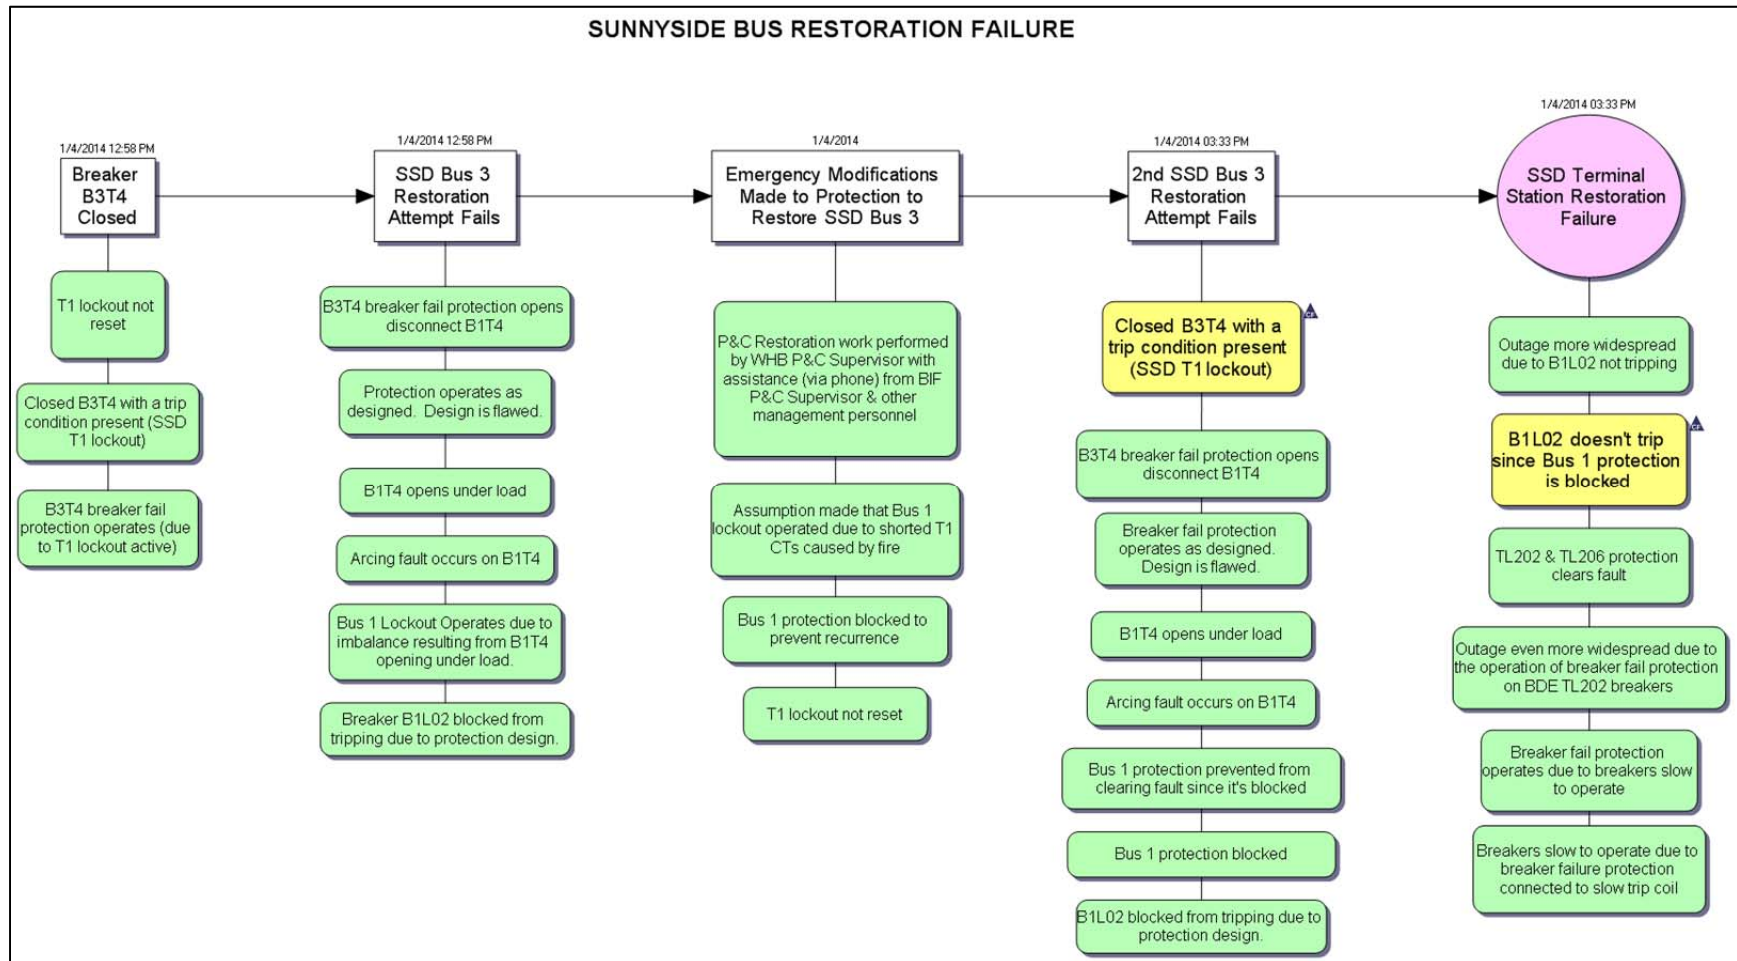 SUNNYSIDE BUS RESTORATION FAILURE
1/4/2014 12:58 PM
Breaker
B3T4
Closed
T1 lockout not
reset
Closed B3T4 with a trip
condition present (SSD
T1 lockout)
B3T4 breaker fail
protection operates (due
to T1 lockout active)
1/4/2014 12:58 PM
SSD Bus 3
Restoration
Attempt Fails
B3T4 breaker fail protection opens
disconnect B1T4
Protection operates as
designed. Design is flawed.
B1T4 opens under load
Arcing fault occurs on B1T4
Bus 1 Lockout Operates due to
imbalance resulting from B1T4
opening under load.
Breaker B1L02 blocked from
tripping due to protection design.
1/4/2014
Emergency Modifications
Made to Protection to
Restore SSD Bus 3
P&C Restoration work performed
by WHB P&C Supervisor with
assistance (via phone) from BIF
P&C Supervisor & other
management personnel
Assumption made that Bus 1
lockout operated due to shorted T1
CTs caused by fire
Bus 1 protection blocked to
prevent recurrence
T1 lockout not reset
1/4/2014 03:33 PM
2nd SSD Bus 3
Restoration
Attempt Fails
Closed B3T4 with a
trip condition present
(SSD T1 lockout)
CF
B3T4 breaker fail protection opens
disconnect B1T4
Breaker fail protection
operates as designed.
Design is flawed.
B1T4 opens under load
Arcing fault occurs on B1T4
Bus 1 protection prevented from
clearing fault since it's blocked
Bus 1 protection blocked
B1L02 blocked from tripping due to
protection design.
1/4/2014 03:33 PM
SSD Terminal
Station Restoration
Failure
Outage more widespread
due to B1L02 not tripping
B1L02 doesn't trip
since Bus 1 protection
is blocked
CF
TL202 & TL206 protection
clears fault
Outage even more widespread due to
the operation of breaker fail protection
on BDE TL202 breakers
Breaker fail protection
operates due to breakers slow
to operate
Breakers slow to operate due to
breaker failure protection
connected to slow trip coil